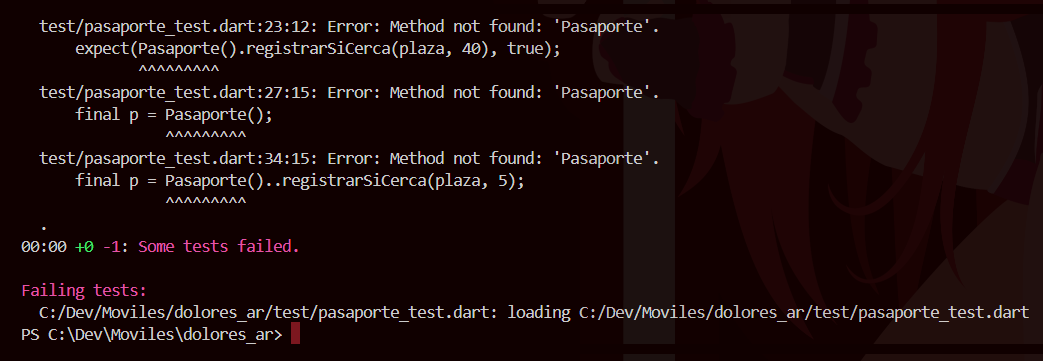 test/pasaporte_test.dart:23:12: Error: Method not found: 'Pasaporte'.
expect(Pasaporte().registrarSiCerca(plaza, 40), true);
^^^^^^^^^
test/pasaporte_test.dart:27:15: Error: Method not found: 'Pasaporte'.
final p = Pasaporte();
^^^^^^^^^
test/pasaporte_test.dart:34:15: Error: Method not found: 'Pasaporte'.
final p = Pasaporte()..registrarSiCerca(plaza, 5);
^^^^^^^^^
.
00:00 +0 -1: Some tests failed.
Failing tests:
C:/Dev/Moviles/dolores_ar/test/pasaporte_test.dart: loading C:/Dev/Moviles/dolores_ar/test/pasaporte_test.dart
PS C:\Dev\Moviles\dolores_ar>